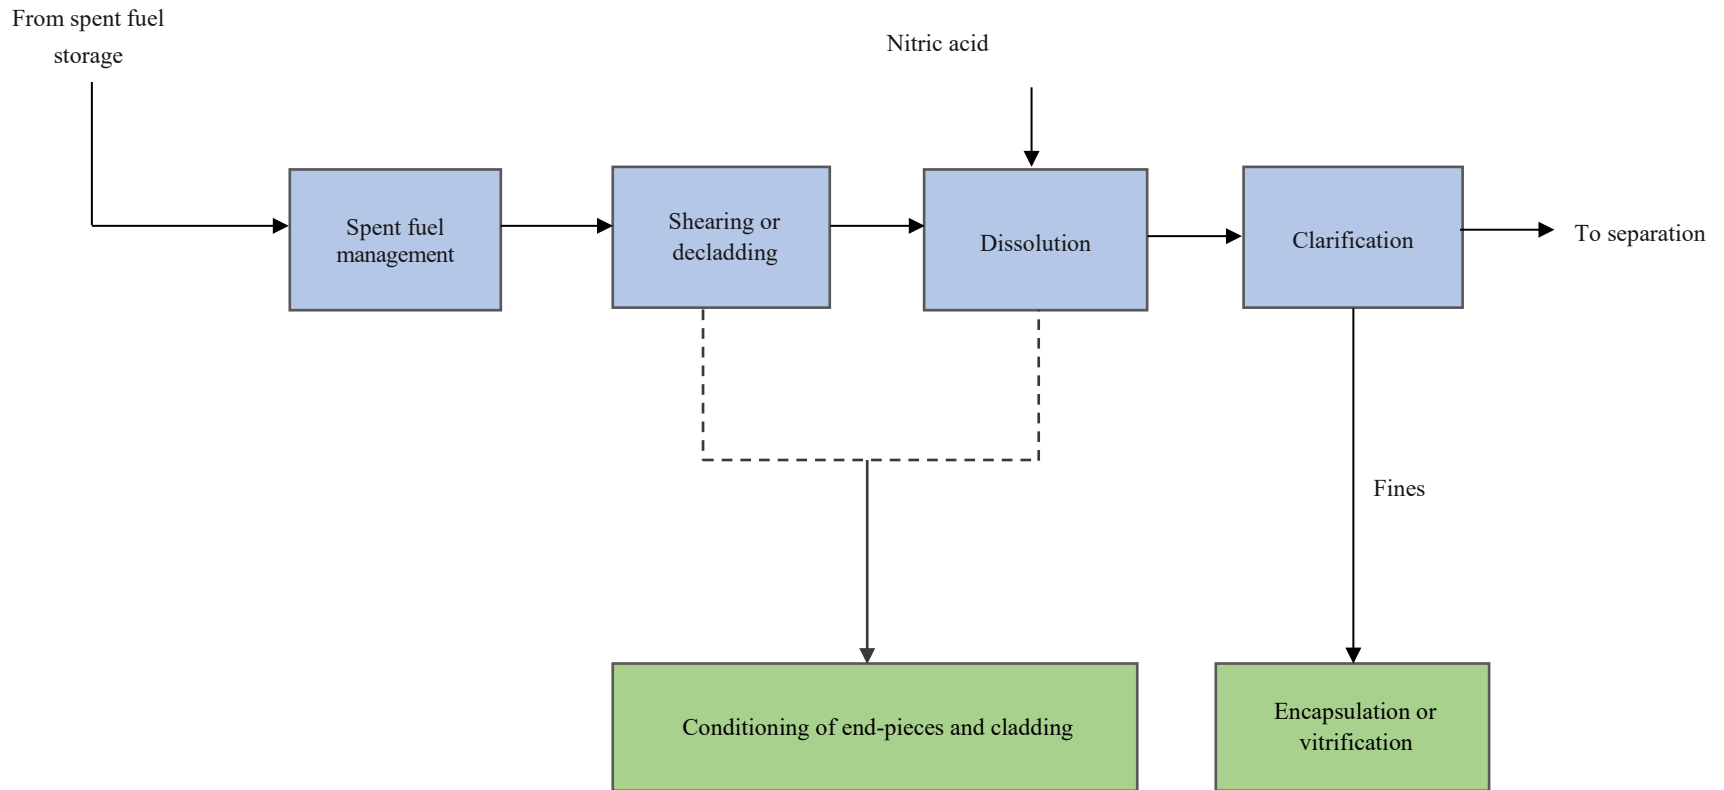 From spent fuel
storage
Nitric acid
Spent fuel
management
Shearing or
decladding
Dissolution
Clarification
To separation
Fines
Conditioning of end-pieces and cladding
Encapsulation or
vitrification